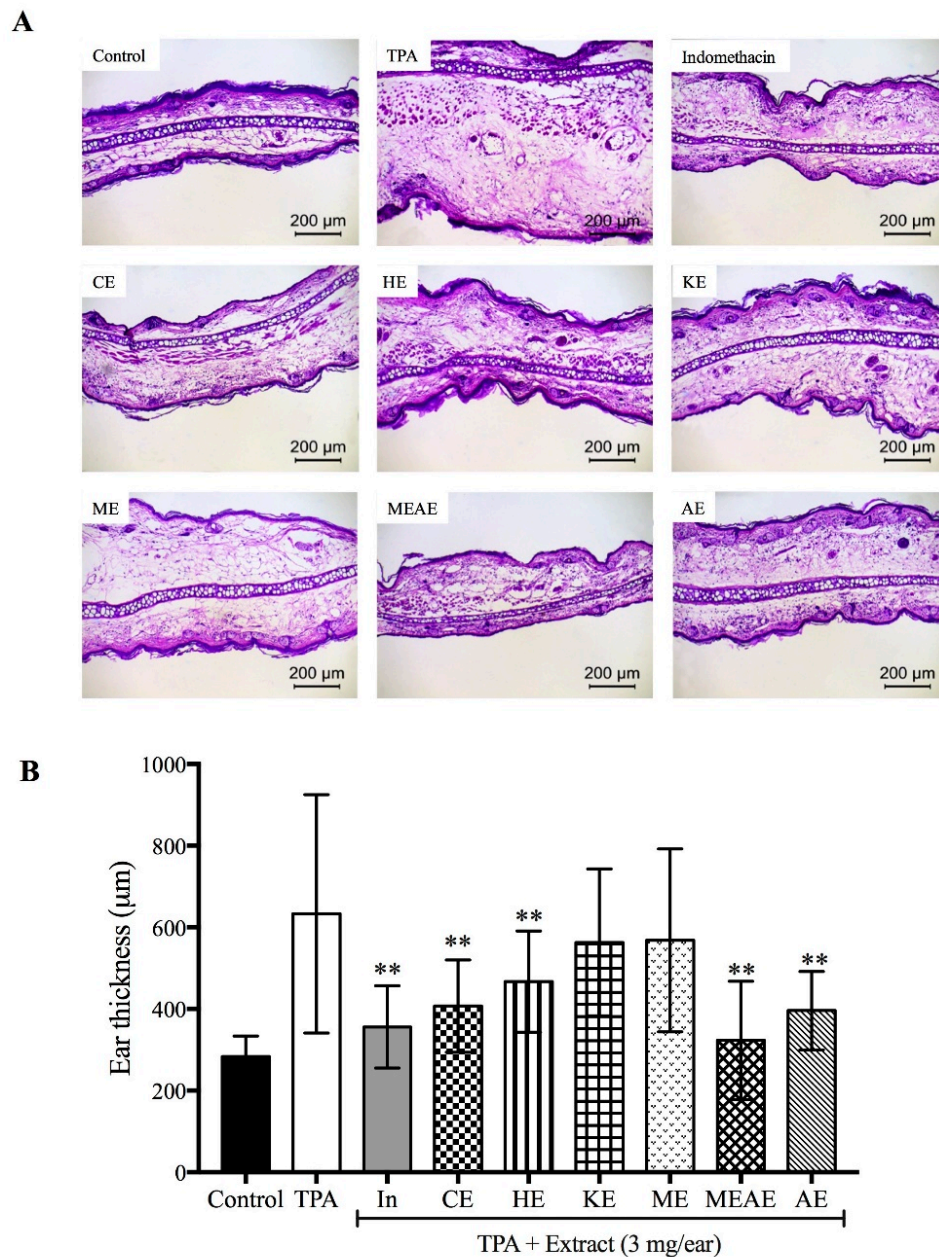 A
Control
TPA
Indomethacin
200 µm
200 µm
200 µm
CE
HE
KE
200 µm
200 µm
200 µm
ME
MEAE
AE
200 µm
200 µm
200 µm
B
Ear thickness (µm)
1000
800
600
400
200
0
** ** ** ** **
Control TPA In CE HE KE ME MEAE AE
TPA + Extract (3 mg/ear)